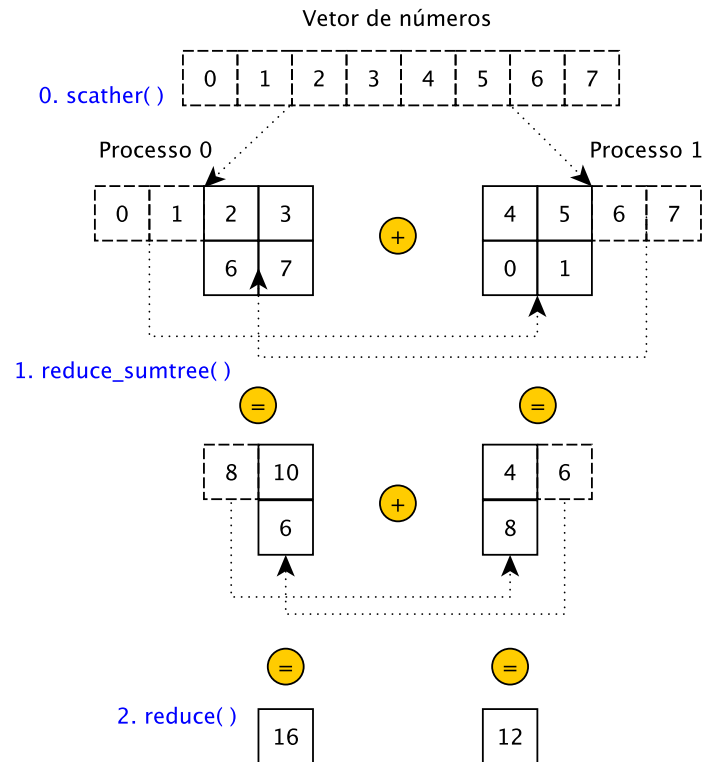 Vetor de números
0 1 2 3 4 5 6 7
0. scather( )
Processo 0
Processo 1
0 1 2 3 + 4 5 6 7
6 7 0 1
1. reduce_sumtree( )
= =
8 10 4 6
+
6 8
= =
2. reduce( )
16 12